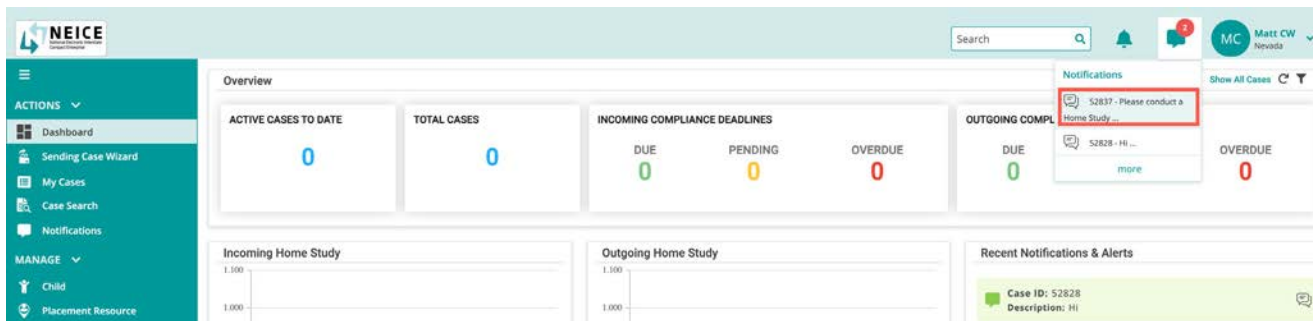 NEICE
Search
2
MC
Matt CW
Nevada
ACTIONS
Dashboard
Sending Case Wizard
My Cases
Case Search
Notifications
MANAGE
Child
Placement Resource
Overview
Show All Cases
ACTIVE CASES TO DATE
0
TOTAL CASES
0
INCOMING COMPLIANCE DEADLINES
DUE
PENDING
OVERDUE
0
0
0
OUTGOING COMPL
DUE
OVERDUE
0
0
Notifications
52837 - Please conduct a
Home Study ...
52828 - Hi ...
more
Incoming Home Study
1.100
1.000
Outgoing Home Study
1.100
1.000
Recent Notifications & Alerts
Case ID: 52828
Description: Hi